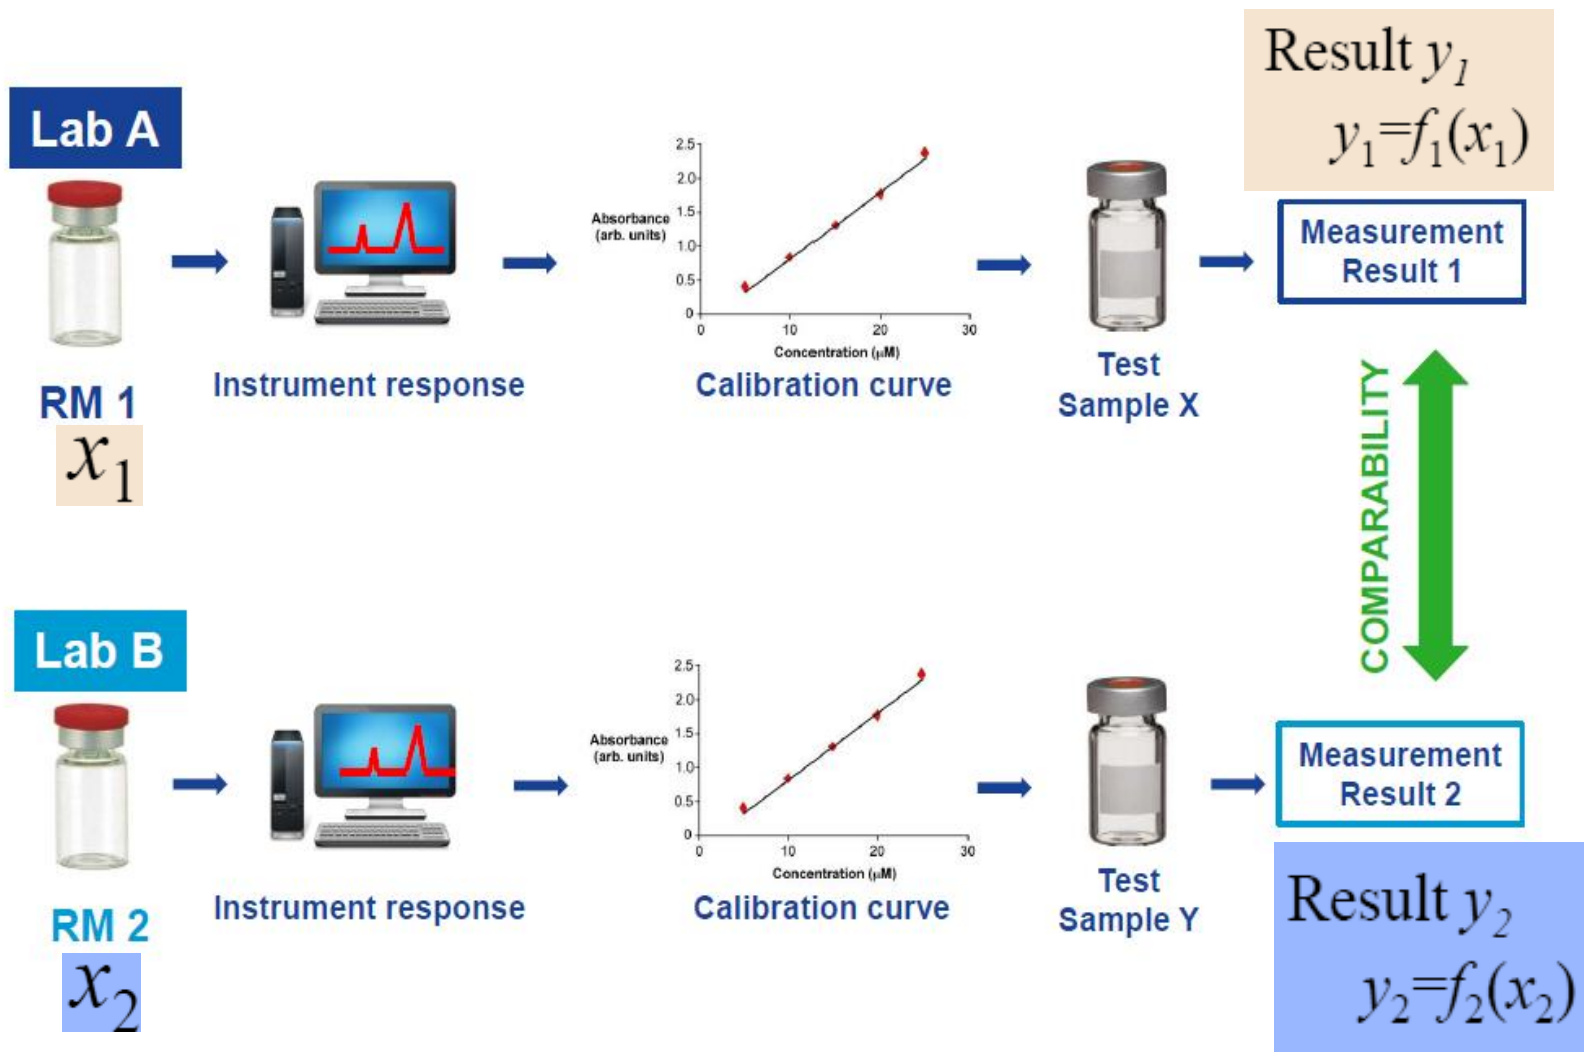 Result y₁
y₁=f₁(x₁)
Lab A
2.5
2.0
1.5
1.0
0.5
0
Absorbance
(arb. units)
0
10
20
30
Concentration (µM)
Measurement
Result 1
RM 1
x₁
Instrument response
Calibration curve
Test
Sample X
COMPARABILITY
Lab B
2.5
2.0
1.5
1.0
0.5
0
Absorbance
(arb. units)
0
10
20
30
Concentration (µM)
Measurement
Result 2
RM 2
x₂
Instrument response
Calibration curve
Test
Sample Y
Result y₂
y₂=f₂(x₂)